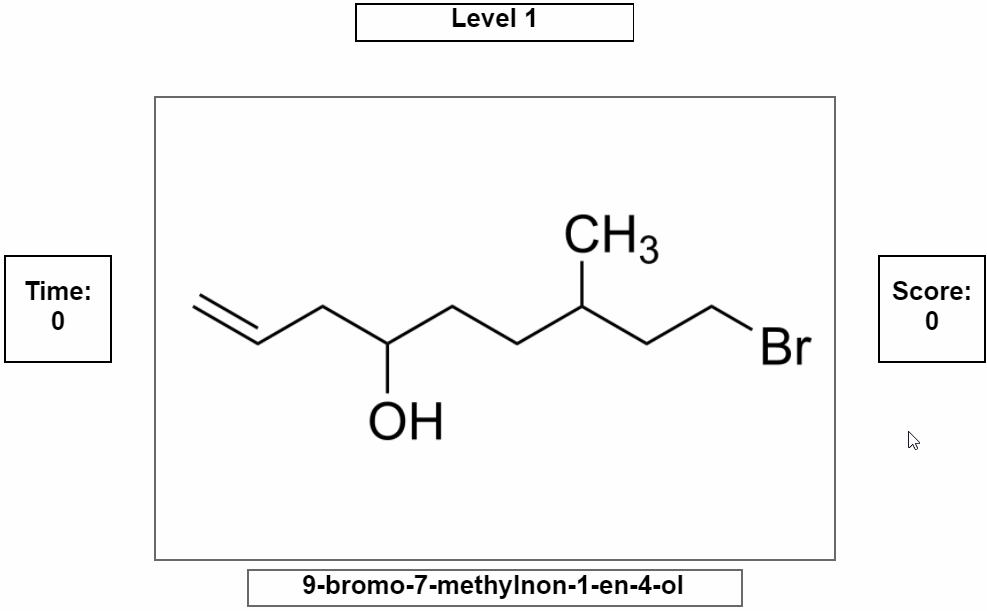 Level 1
CH₃
Time:
0
Score:
0
Br
OH
9-bromo-7-methylnon-1-en-4-ol